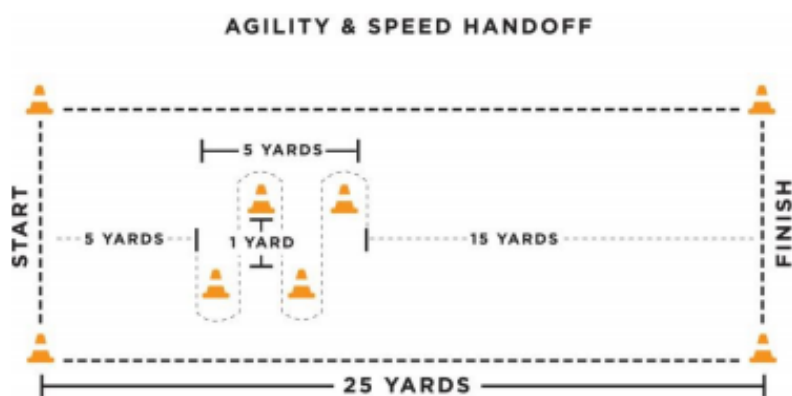 AGILITY & SPEED HANDOFF
5 YARDS
START
5 YARDS
1 YARD
15 YARDS
FINISH
25 YARDS